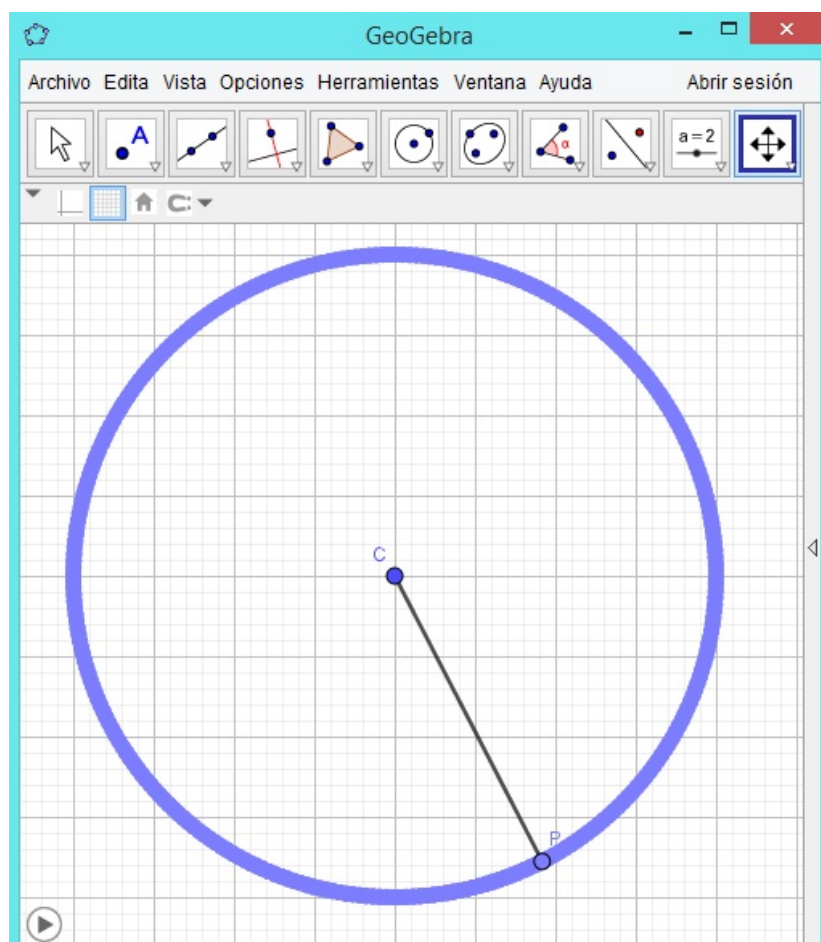 GeoGebra
Archivo Edita Vista Opciones Herramientas Ventana Ayuda Abrir sesión
A α a=2
C
P